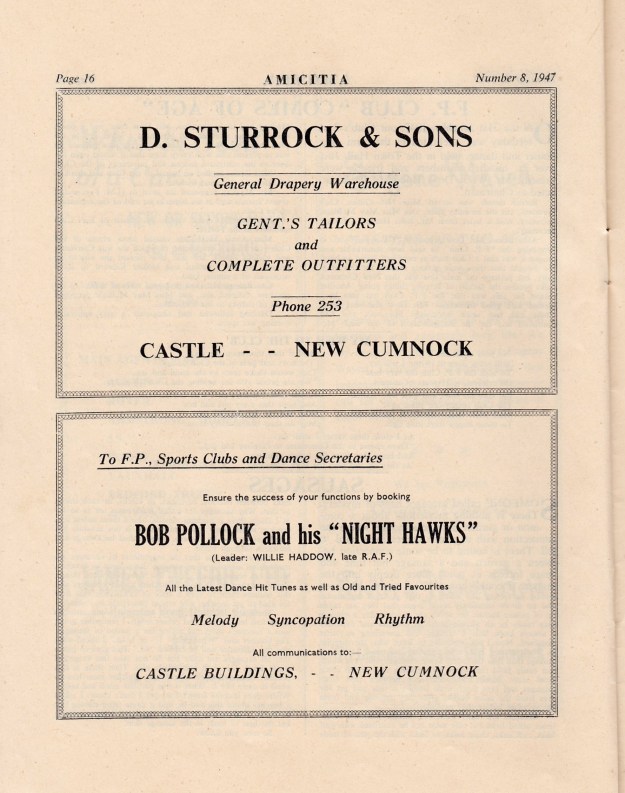 Page 16 AMICITIA Number 8, 1947
D. STURROCK & SONS
General Drapery Warehouse
GENT.'S TAILORS
and
COMPLETE OUTFITTERS
Phone 253
CASTLE - - NEW CUMNOCK
To F.P., Sports Clubs and Dance Secretaries
Ensure the success of your functions by booking
BOB POLLOCK and his "NIGHT HAWKS"
(Leader: WILLIE HADDOW, late R.A.F.)
All the Latest Dance Hit Tunes as well as Old and Tried Favourites
Melody Syncopation Rhythm
All communications to:—
CASTLE BUILDINGS, - - NEW CUMNOCK